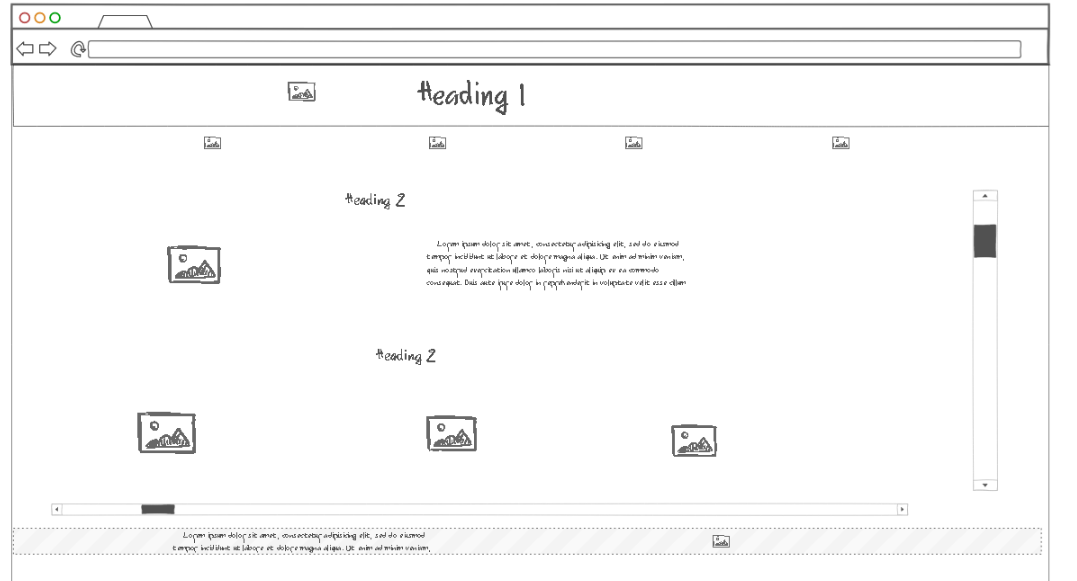 Heading 1
Heading 2
Lorem ipsum dolor sit amet, consectetur adipisicing elit, sed do eiusmod
tempor incididunt ut labore et dolore magna aliqua. Ut enim ad minim veniam,
quis nostrud exercitation ullamco laboris nisi ut aliquip ex ea commodo
consequat. Duis aute irure dolor in reprehenderit in voluptate velit esse cillum
Heading 2
Lorem ipsum dolor sit amet, consectetur adipisicing elit, sed do eiusmod
tempor incididunt ut labore et dolore magna aliqua. Ut enim ad minim veniam,